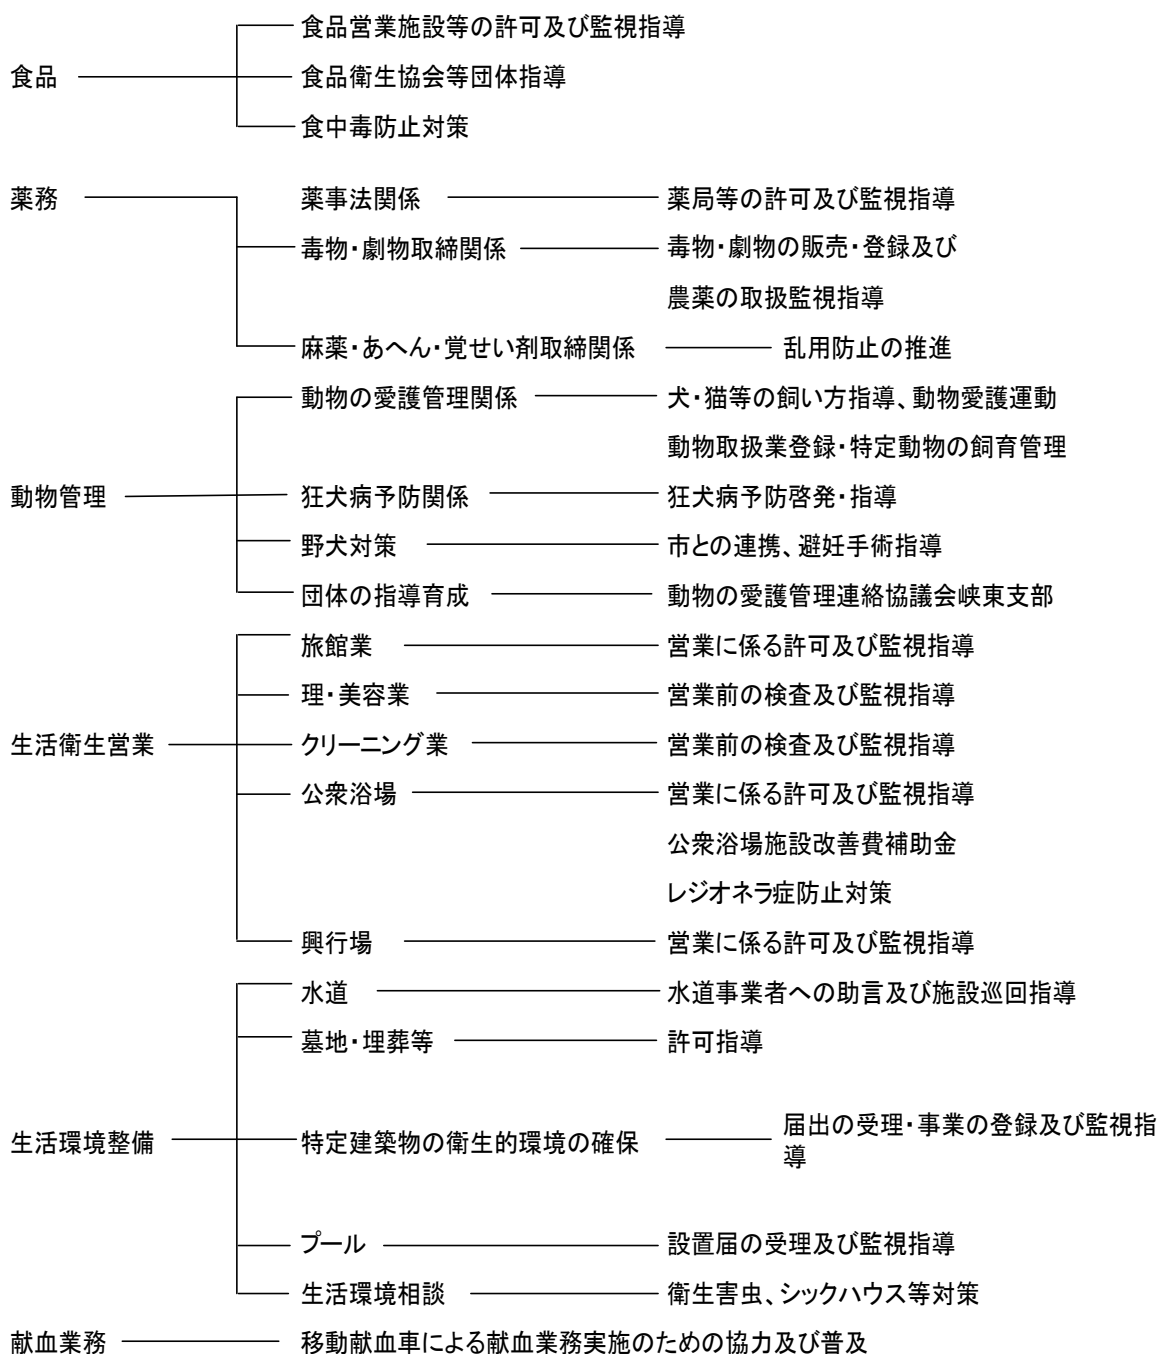 食品営業施設等の許可及び監視指導
食品
食品衛生協会等団体指導
食中毒防止対策
薬務
薬事法関係
薬局等の許可及び監視指導
毒物・劇物取締関係
毒物・劇物の販売・登録及び
農薬の取扱監視指導
麻薬・あへん・覚せい剤取締関係
乱用防止の推進
動物の愛護管理関係
犬・猫等の飼い方指導、動物愛護運動
動物取扱業登録・特定動物の飼育管理
動物管理
狂犬病予防関係
狂犬病予防啓発・指導
野犬対策
市との連携、避妊手術指導
団体の指導育成
動物の愛護管理連絡協議会峡東支部
旅館業
営業に係る許可及び監視指導
理・美容業
営業前の検査及び監視指導
生活衛生営業
クリーニング業
営業前の検査及び監視指導
公衆浴場
営業に係る許可及び監視指導
公衆浴場施設改善費補助金
レジオネラ症防止対策
興行場
営業に係る許可及び監視指導
水道
水道事業者への助言及び施設巡回指導
墓地・埋葬等
許可指導
生活環境整備
特定建築物の衛生的環境の確保
届出の受理・事業の登録及び監視指
導
プール
設置届の受理及び監視指導
生活環境相談
衛生害虫、シックハウス等対策
献血業務
移動献血車による献血業務実施のための協力及び普及